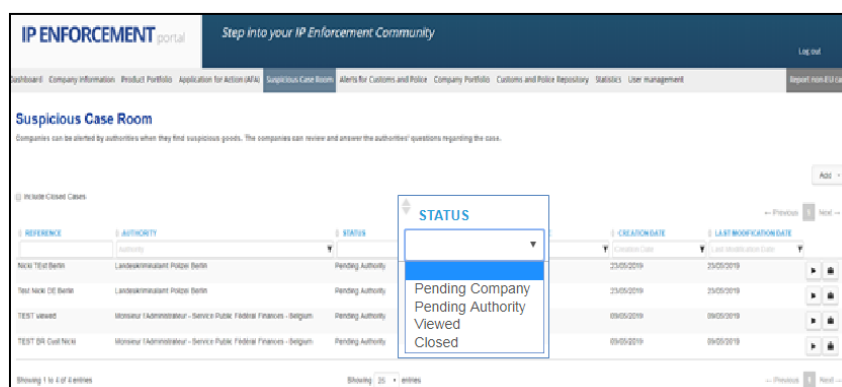 IP ENFORCEMENT portal
Step into your IP Enforcement Community
Log out
Dashboard Company Information Product Portfolio Application for Action (AFA) Suspicious Case Room Alerts for Customs and Police Company Portfolio Customs and Police Repository Statistics User management Report non-EU ca
Suspicious Case Room
Companies can be alerted by authorities when they find suspicious goods. The companies can review and answer the authorities' questions regarding the case.
Add
Include Closed Cases
← Previous 1 Next →
REFERENCE AUTHORITY STATUS CREATION DATE LAST MODIFICATION DATE
Authority Creation Date Last Modification Date
Nicki TEst Berlin Landeskriminalamt Polizei Berlin Pending Authority 23/05/2019 23/05/2019
Test Nicki DE Berlin Landeskriminalamt Polizei Berlin Pending Authority 23/05/2019 23/05/2019
TEST viewed Monsieur l'Administrateur - Service Public Fédéral Finances - Belgium Pending Authority 09/05/2019 09/05/2019
TEST BR Cust Nicki Monsieur l'Administrateur - Service Public Fédéral Finances - Belgium Pending Authority 09/05/2019 09/05/2019
STATUS
Pending Company
Pending Authority
Viewed
Closed
Showing 1 to 4 of 4 entries
Showing 25 entries
← Previous 1 Next →